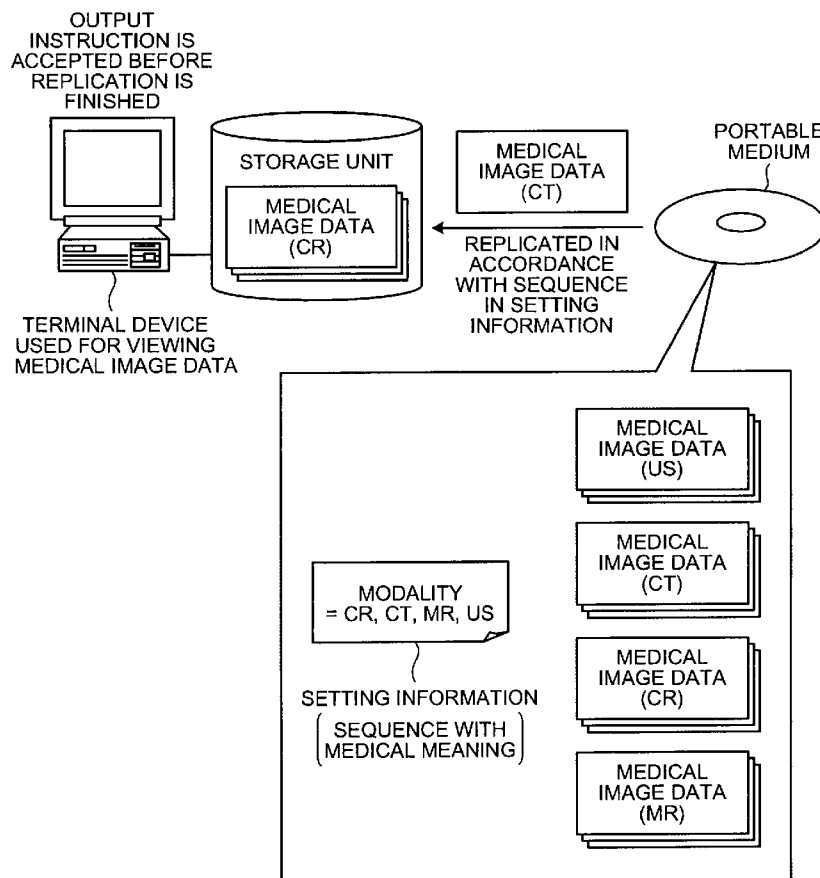 OUTPUT
INSTRUCTION IS
ACCEPTED BEFORE
REPLICATION IS
FINISHED
STORAGE UNIT
MEDICAL
IMAGE DATA
(CR)
MEDICAL
IMAGE DATA
(CT)
PORTABLE
MEDIUM
REPLICATED IN
ACCORDANCE
WITH SEQUENCE
IN SETTING
INFORMATION
TERMINAL DEVICE
USED FOR VIEWING
MEDICAL IMAGE DATA
MODALITY
= CR, CT, MR, US
SETTING INFORMATION
(SEQUENCE WITH
MEDICAL MEANING)
MEDICAL
IMAGE DATA
(US)
MEDICAL
IMAGE DATA
(CT)
MEDICAL
IMAGE DATA
(CR)
MEDICAL
IMAGE DATA
(MR)